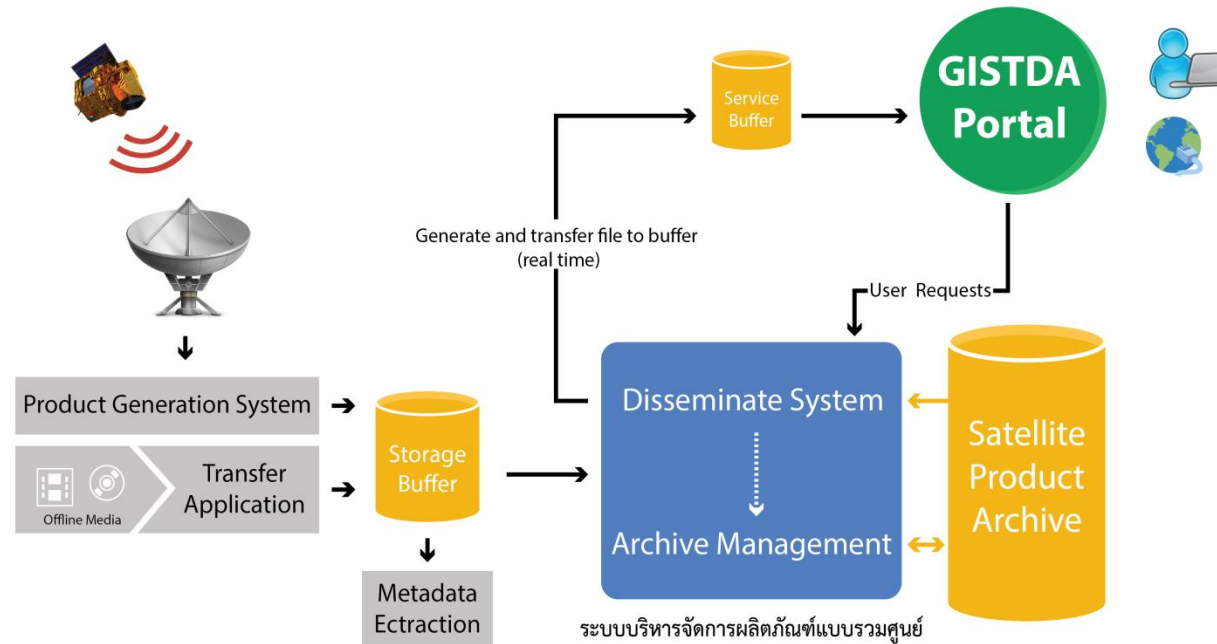 GISTDA
Portal
Service
Buffer
Generate and transfer file to buffer
(real time)
User Requests
Product Generation System
Offline Media
Transfer
Application
Storage
Buffer
Metadata
Ectraction
Disseminate System
Archive Management
Satellite
Product
Archive
ระบบบริหารจัดการผลิตภัณฑ์แบบรวมศูนย์